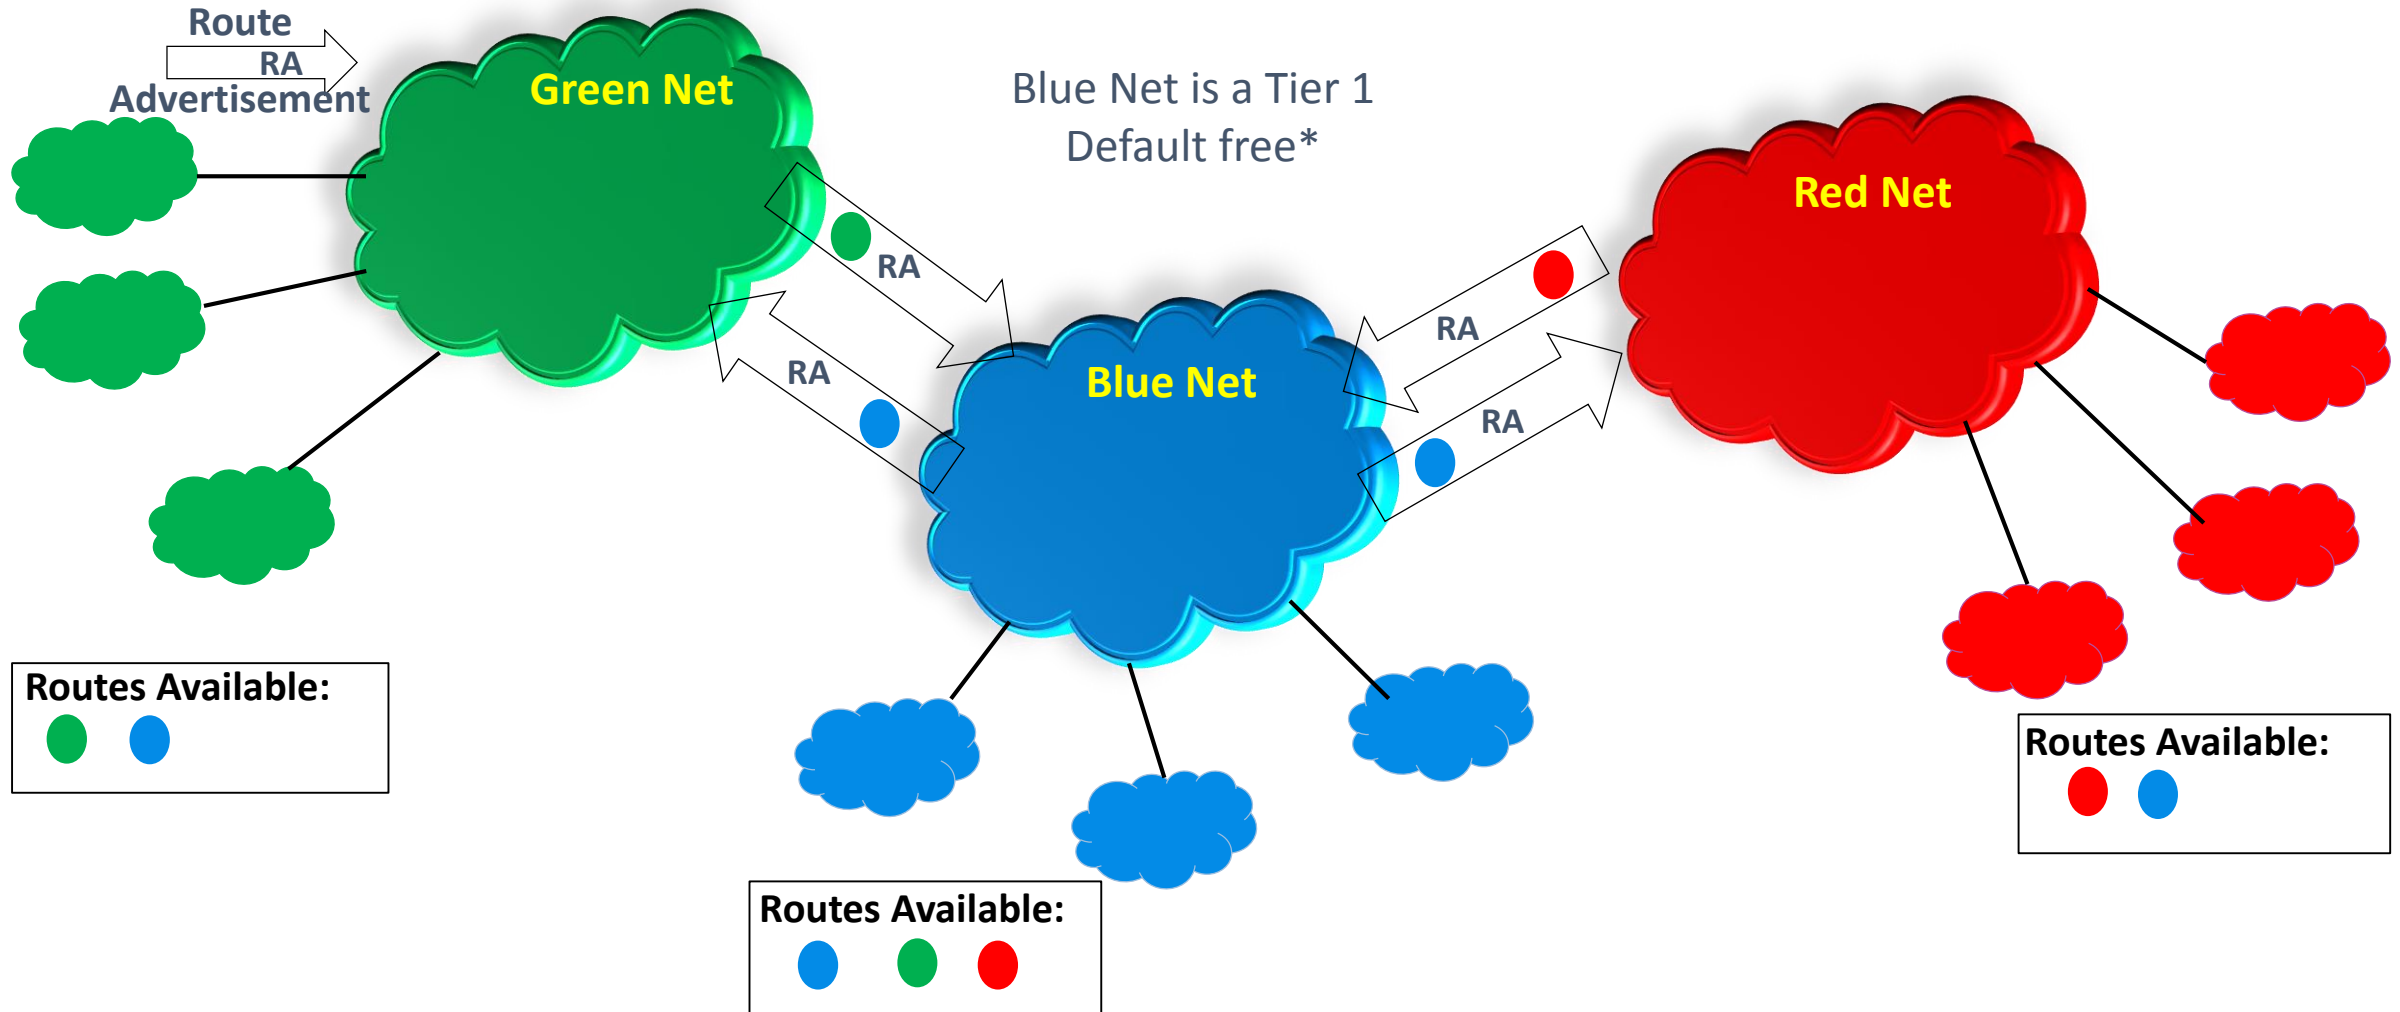 Route
RA
Advertisement
Green Net
Blue Net is a Tier 1
Default free*
Red Net
RA
RA
RA
RA
Blue Net
Routes Available:
Routes Available:
Routes Available: